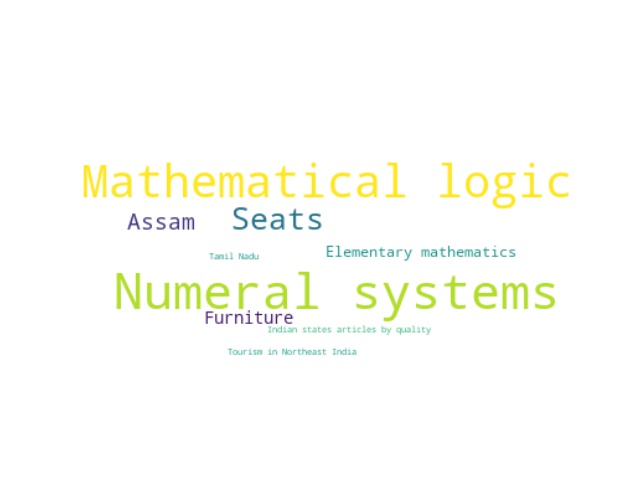 Mathematical logic
Assam
Seats
Tamil Nadu
Elementary mathematics
Numeral systems
Furniture
Indian states articles by quality
Tourism in Northeast India